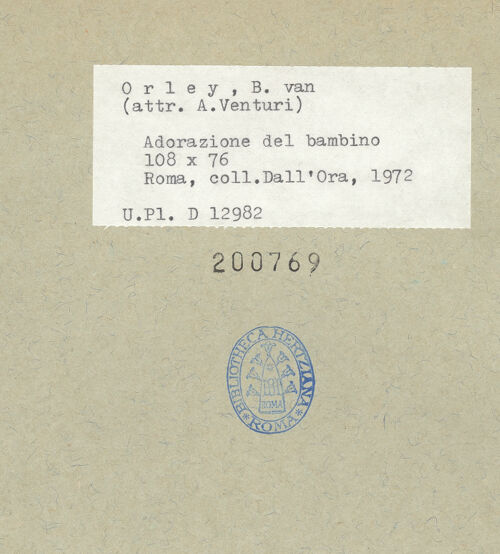 O r l e y , B. van
(attr. A.Venturi)
Adorazione del bambino
108 x 76
Roma, coll.Dall'Ora, 1972
U.Pl. D 12982
200769
BIBLIOTHECA HERTZIANA
ROMA
*ROMA*